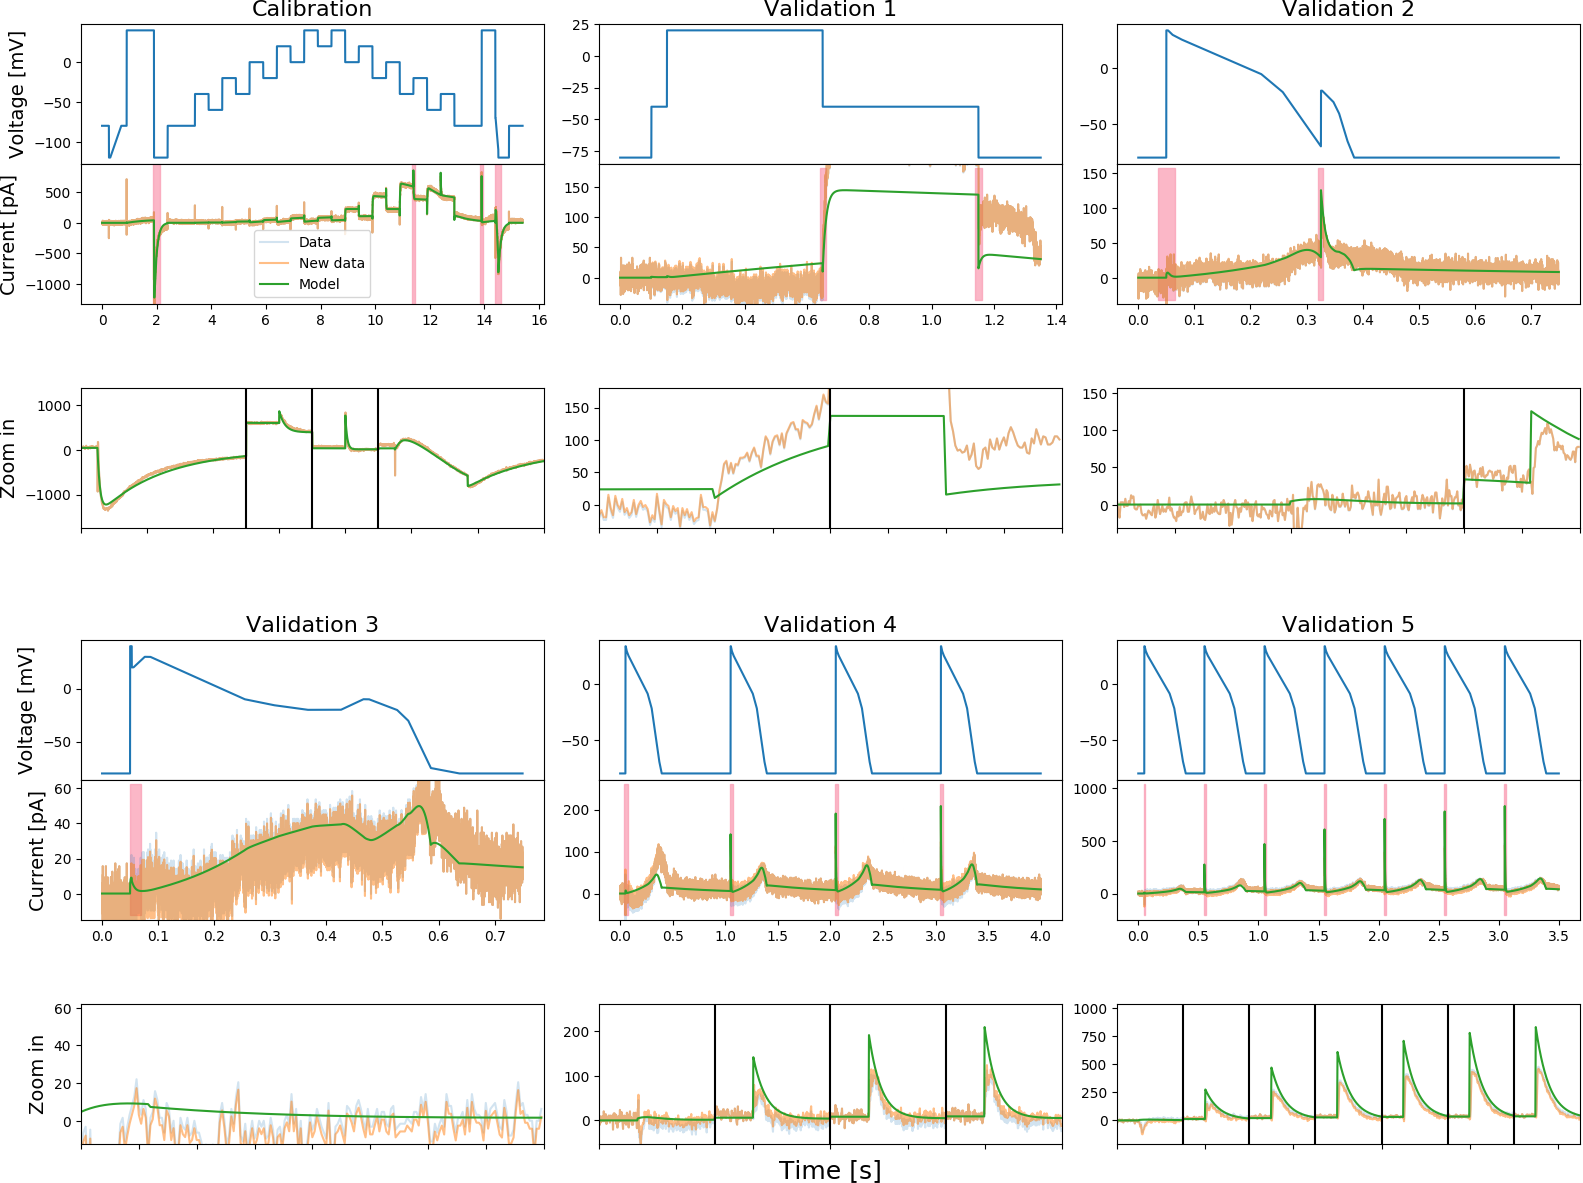 Calibration
Validation 1
Validation 2
Voltage [mV]
0
−50
−100
25
0
−25
−50
−75
0
−50
Current [pA]
500
0
−500
−1000
Data
New data
Model
0 2 4 6 8 10 12 14 16
150
100
50
0
0.0 0.2 0.4 0.6 0.8 1.0 1.2 1.4
150
100
50
0
0.0 0.1 0.2 0.3 0.4 0.5 0.6 0.7
Zoom in
1000
0
−1000
150
100
50
0
150
100
50
0
Validation 3
Validation 4
Validation 5
Voltage [mV]
0
−50
0
−50
0
−50
Current [pA]
60
40
20
0
0.0 0.1 0.2 0.3 0.4 0.5 0.6 0.7
200
100
0
0.0 0.5 1.0 1.5 2.0 2.5 3.0 3.5 4.0
1000
500
0
0.0 0.5 1.0 1.5 2.0 2.5 3.0 3.5
Zoom in
60
40
20
0
200
100
0
1000
750
500
250
0
Time [s]